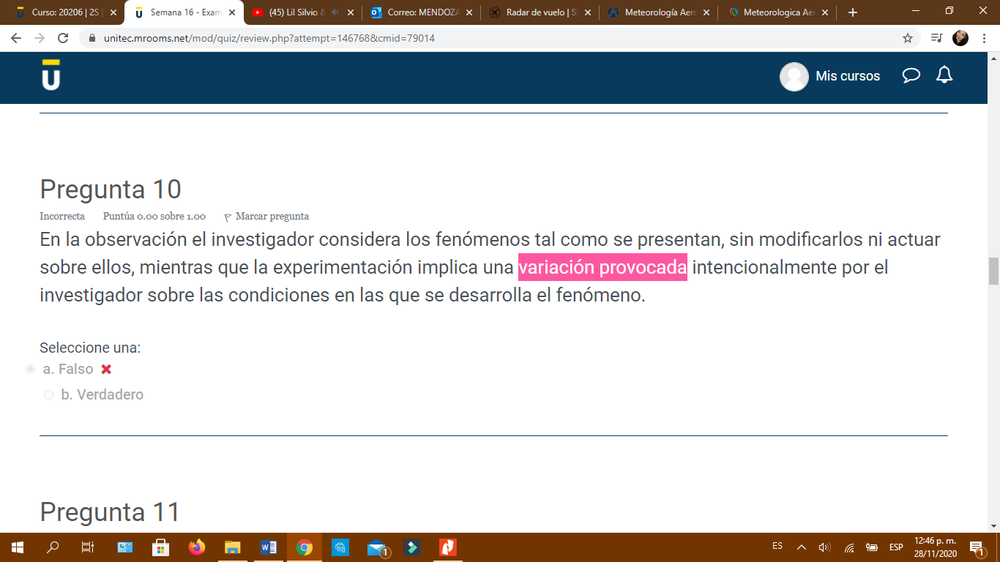 Curso: 20206 | 2S |
Semana 16 - Exam
(45) Lil Silvio &
Correo: MENDOZA
Radar de vuelo | Si
Meteorología Aero
Meteorologica Aer
unitec.mrooms.net/mod/quiz/review.php?attempt=146768&cmid=79014
U
Mis cursos
Pregunta 10
Incorrecta Puntúa 0.00 sobre 1.00 Marcar pregunta
En la observación el investigador considera los fenómenos tal como se presentan, sin modificarlos ni actuar
sobre ellos, mientras que la experimentación implica una variación provocada intencionalmente por el
investigador sobre las condiciones en las que se desarrolla el fenómeno.
Seleccione una:
a. Falso
b. Verdadero
Pregunta 11
ES
ESP
12:46 p. m.
28/11/2020
1
1